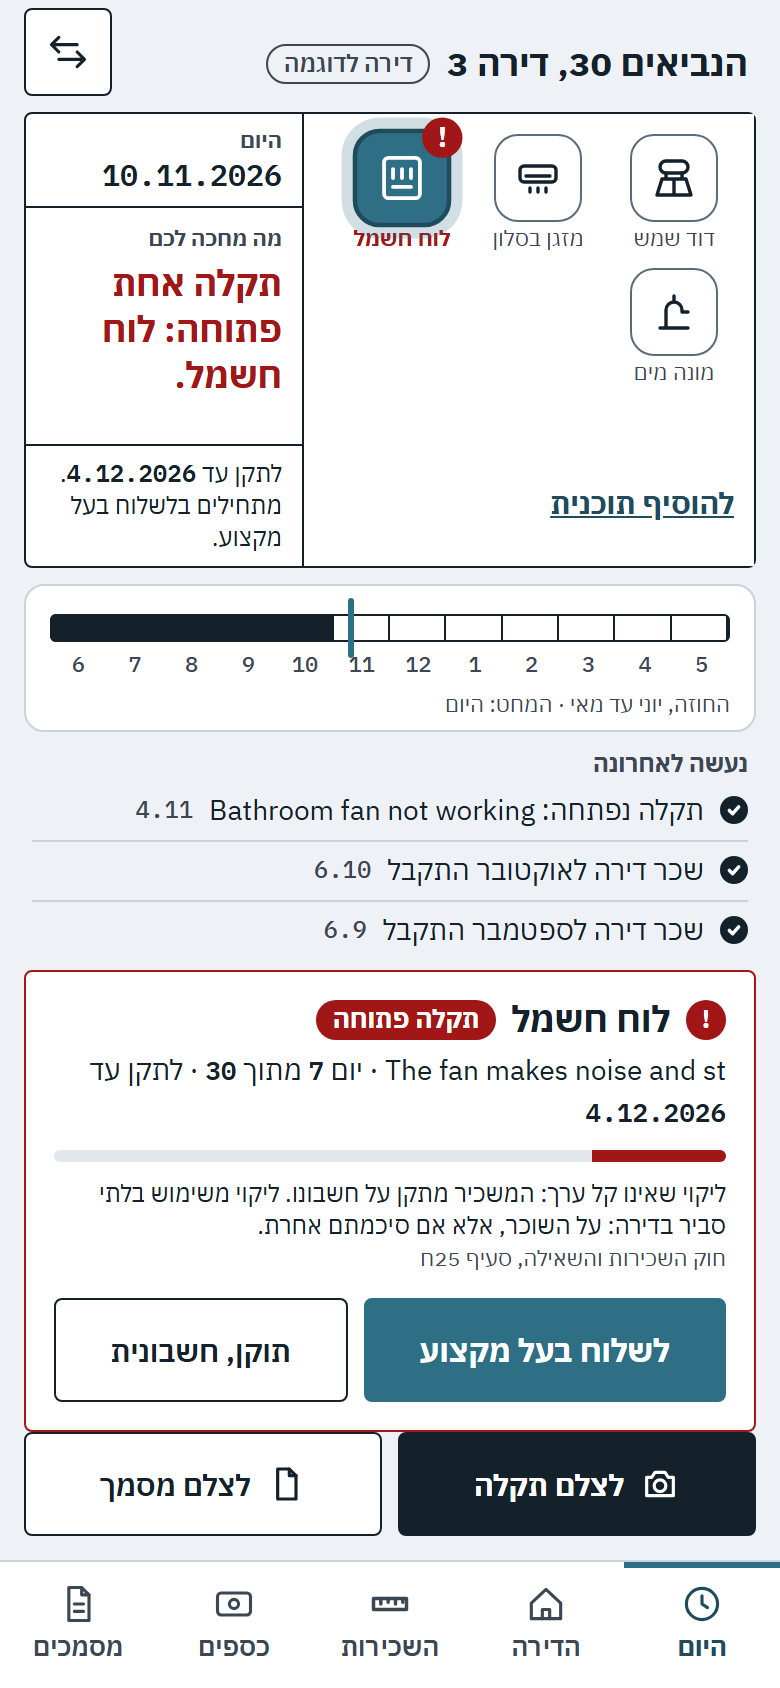 הנביאים 30, דירה 3
דירה לדוגמה
דוד שמש
מזגן בסלון
!
לוח חשמל
מונה מים
להוסיף תוכנית
היום
10.11.2026
מה מחכה לכם
תקלה אחת
פתוחה: לוח
חשמל.
לתקן עד 4.12.2026.
מתחילים בלשלוח בעל
מקצוע.
6 7 8 9 10 11 12 1 2 3 4 5
החוזה, יוני עד מאי · המחט: היום
נעשה לאחרונה
תקלה נפתחה: Bathroom fan not working 4.11
שכר דירה לאוקטובר התקבל 6.10
שכר דירה לספטמבר התקבל 6.9
! לוח חשמל תקלה פתוחה
The fan makes noise and st · יום 7 מתוך 30 · לתקן עד
4.12.2026
ליקוי שאינו קל ערך: המשכיר מתקן על חשבונו. ליקוי משימוש בלתי
סביר בדירה: על השוכר, אלא אם סיכמתם אחרת.
חוק השכירות והשאילה, סעיף 25ח
לשלוח בעל מקצוע
תוקן, חשבונית
לצלם תקלה
לצלם מסמך
היום
הדירה
השכירות
כספים
מסמכים